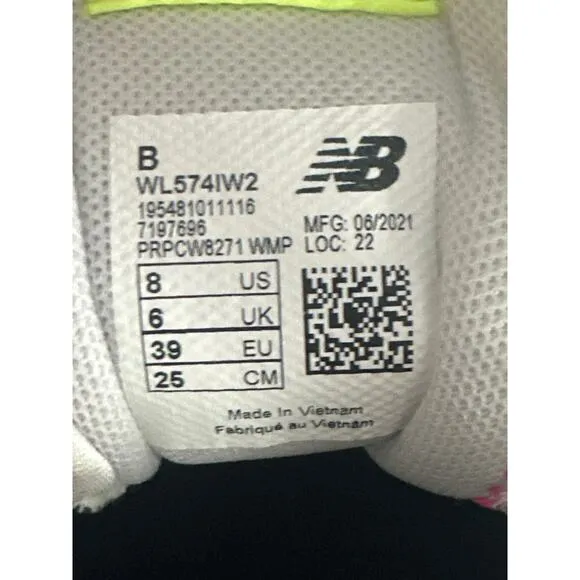 B
WL574IW2
195481011116
7197696
PRPCW8271 WMP
NB
MFG: 06/2021
LOC: 22
8 US
6 UK
39 EU
25 CM
Made In Vietnam
Fabriqué au Vietnam